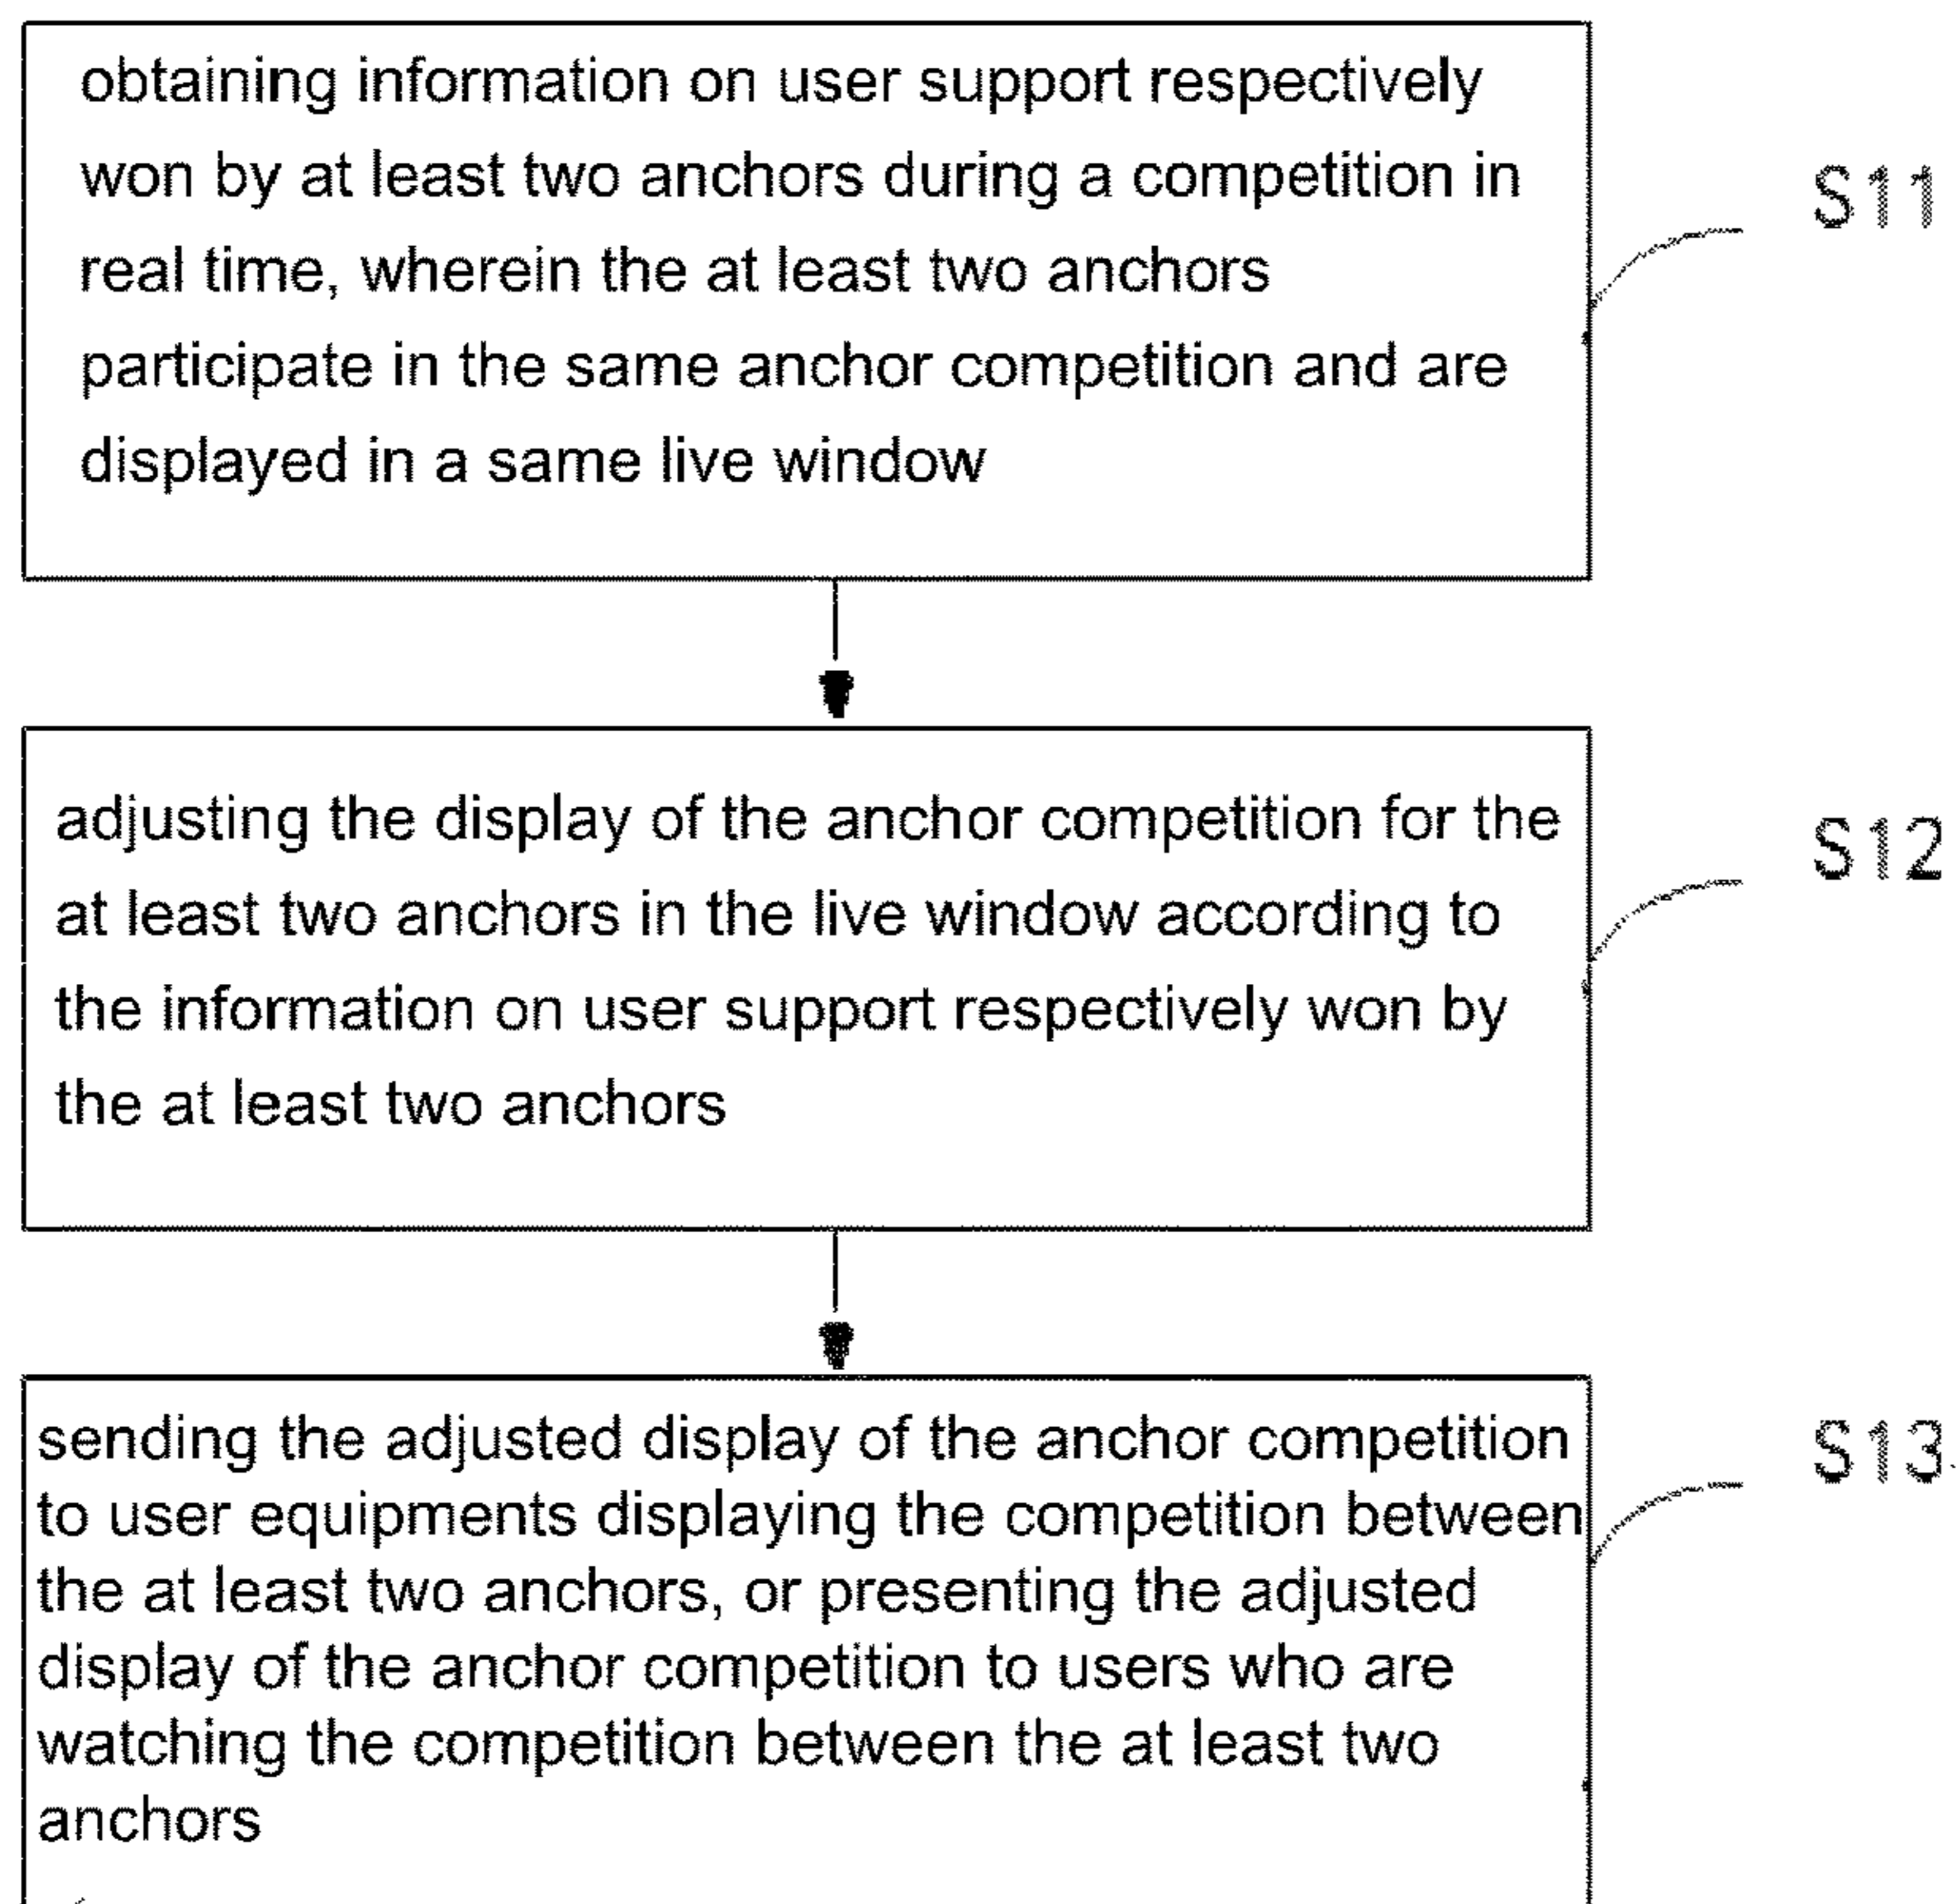 obtaining information on user support respectively
won by at least two anchors during a competition in
real time, wherein the at least two anchors
participate in the same anchor competition and are
displayed in a same live window
S11
adjusting the display of the anchor competition for the
at least two anchors in the live window according to
the information on user support respectively won by
the at least two anchors
S12
sending the adjusted display of the anchor competition
to user equipments displaying the competition between
the at least two anchors, or presenting the adjusted
display of the anchor competition to users who are
watching the competition between the at least two
anchors
S13